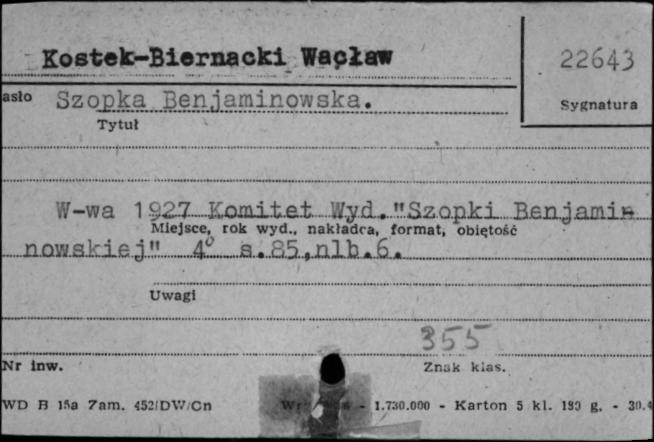 Kostek-Biernacki Wacław
22643
asło Szopka Benjaminowska.
Sygnatura
Tytuł
W-wa 1927 Komitet Wyd."Szopki Benjamin-
Miejsce, rok wyd., nakładca, format, objętość
nowskiej" 4° s.85,nlb.6.
Uwagi
355
Nr inw.
Znak klas.
WD B 15a Zam. 452/DW/Cn - 1.730.000 - Karton 5 kl. 180 g. - 30.4